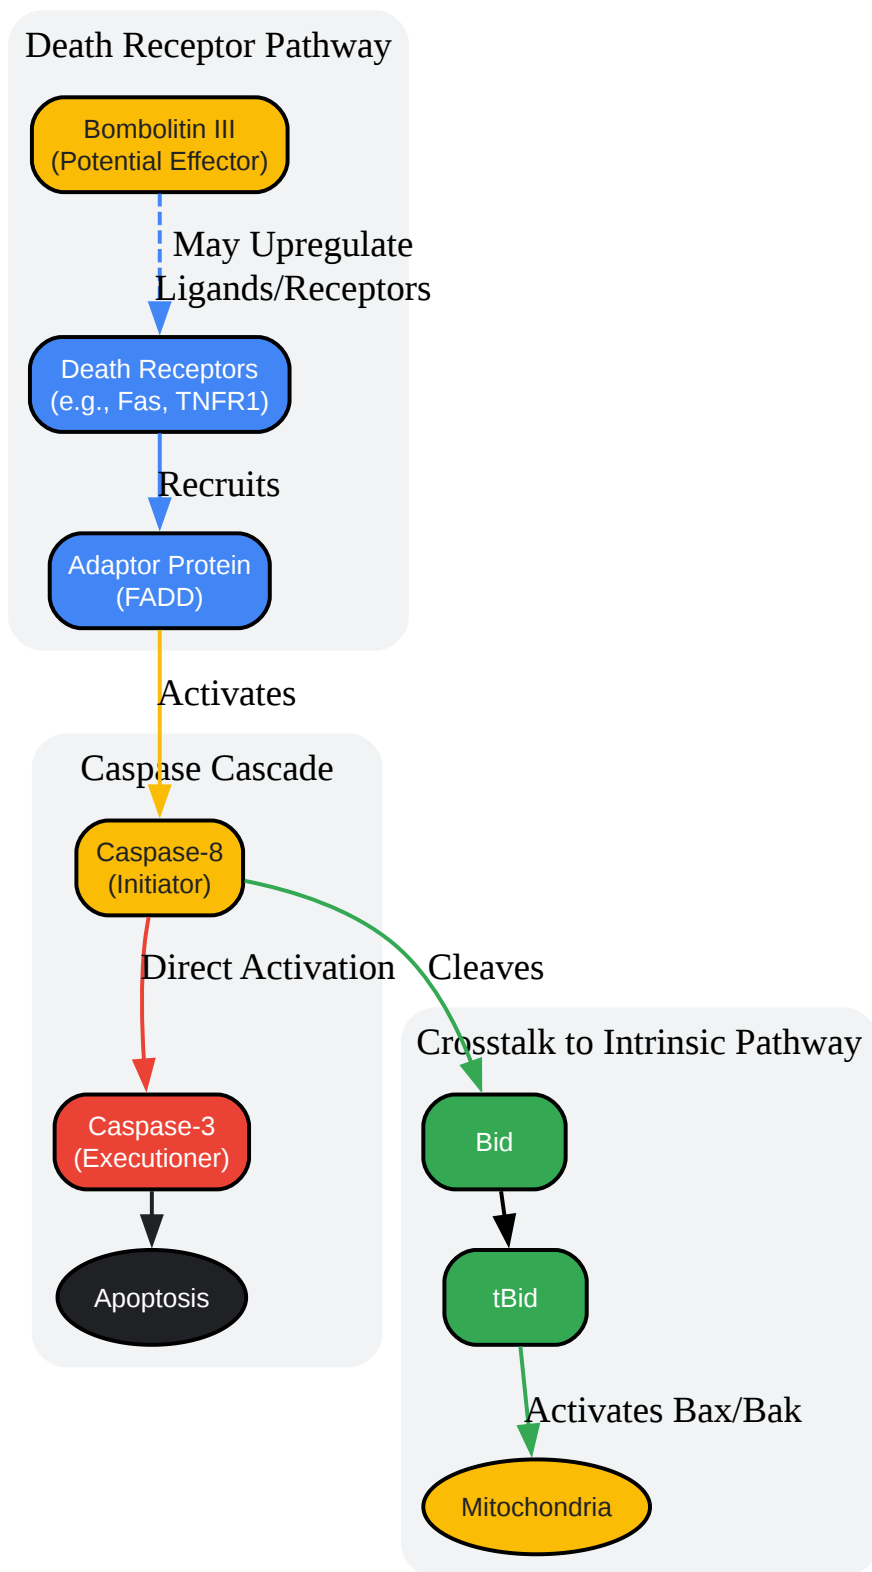 Death Receptor Pathway
Bombolitin III
(Potential Effector)
May Upregulate
Ligands/Receptors
Death Receptors
(e.g., Fas, TNFR1)
Recruits
Adaptor Protein
(FADD)
Activates
Caspase Cascade
Caspase-8
(Initiator)
Direct Activation
Cleaves
Crosstalk to Intrinsic Pathway
Caspase-3
(Executioner)
Bid
Apoptosis
tBid
Activates Bax/Bak
Mitochondria